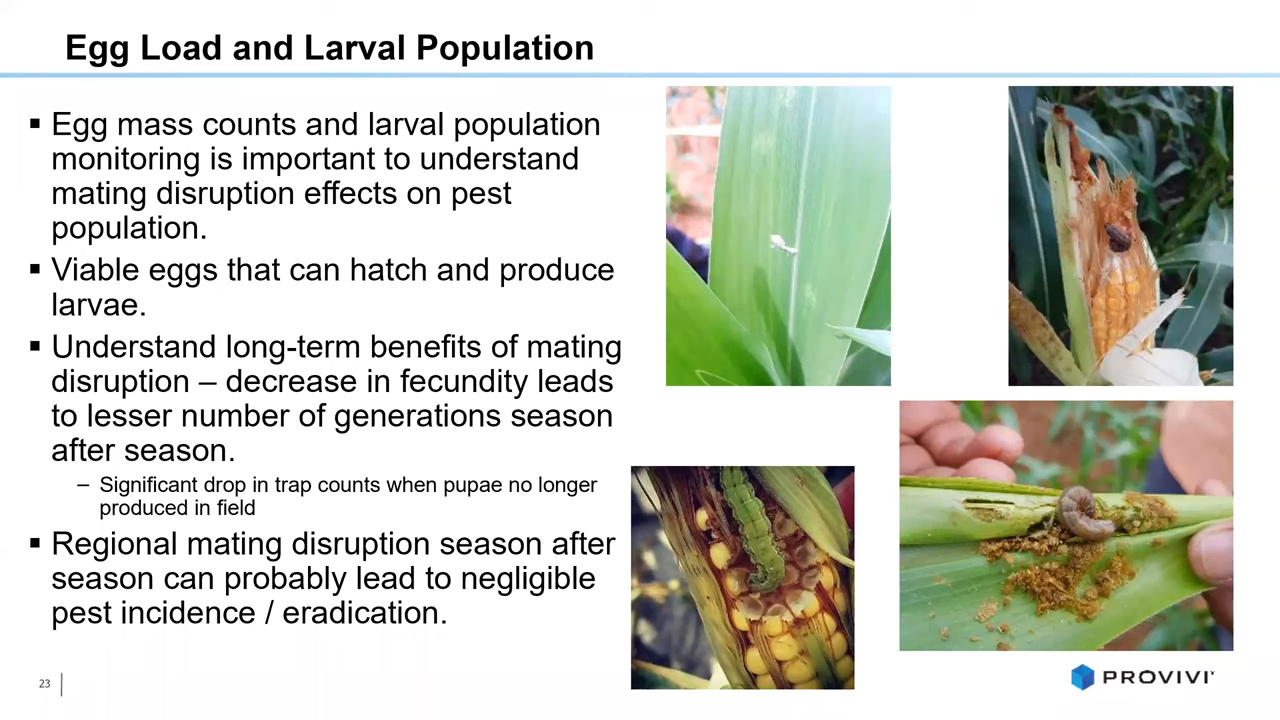 Egg Load and Larval Population
▪ Egg mass counts and larval population
monitoring is important to understand
mating disruption effects on pest
population.
▪ Viable eggs that can hatch and produce
larvae.
▪ Understand long-term benefits of mating
disruption – decrease in fecundity leads
to lesser number of generations season
after season.
– Significant drop in trap counts when pupae no longer
produced in field
▪ Regional mating disruption season after
season can probably lead to negligible
pest incidence / eradication.
23
PROVIVI